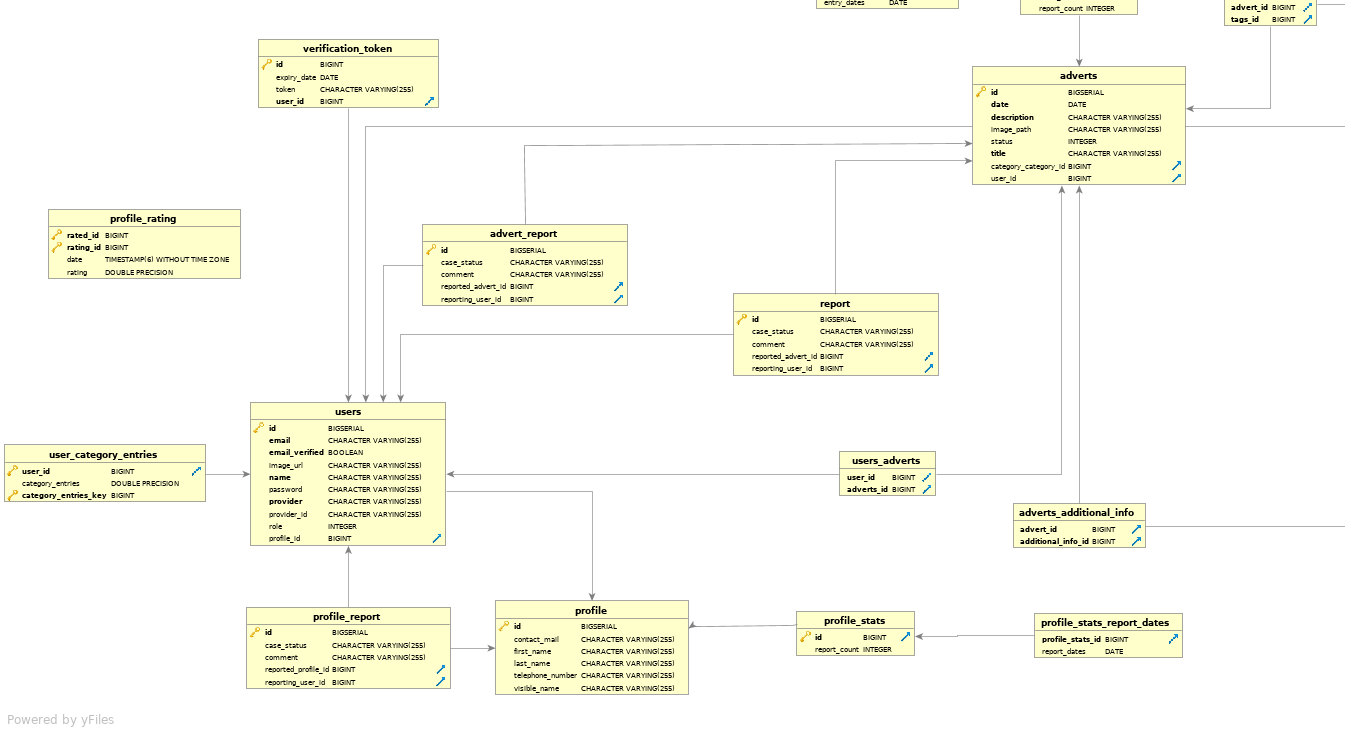 entry_dates DATE
report_count INTEGER
advert_id BIGINT
tags_id BIGINT
verification_token
id BIGINT
expiry_date DATE
token CHARACTER VARYING(255)
user_id BIGINT
adverts
id BIGSERIAL
date DATE
description CHARACTER VARYING(255)
image_path CHARACTER VARYING(255)
status INTEGER
title CHARACTER VARYING(255)
category_category_id BIGINT
user_id BIGINT
profile_rating
rated_id BIGINT
rating_id BIGINT
date TIMESTAMP(6) WITHOUT TIME ZONE
rating DOUBLE PRECISION
advert_report
id BIGSERIAL
case_status CHARACTER VARYING(255)
comment CHARACTER VARYING(255)
reported_advert_id BIGINT
reporting_user_id BIGINT
report
id BIGSERIAL
case_status CHARACTER VARYING(255)
comment CHARACTER VARYING(255)
reported_advert_id BIGINT
reporting_user_id BIGINT
users
id BIGSERIAL
email CHARACTER VARYING(255)
email_verified BOOLEAN
image_url CHARACTER VARYING(255)
name CHARACTER VARYING(255)
password CHARACTER VARYING(255)
provider CHARACTER VARYING(255)
provider_id CHARACTER VARYING(255)
role INTEGER
profile_id BIGINT
user_category_entries
user_id BIGINT
category_entries DOUBLE PRECISION
category_entries_key BIGINT
users_adverts
user_id BIGINT
adverts_id BIGINT
adverts_additional_info
advert_id BIGINT
additional_info_id BIGINT
profile_report
id BIGSERIAL
case_status CHARACTER VARYING(255)
comment CHARACTER VARYING(255)
reported_profile_id BIGINT
reporting_user_id BIGINT
profile
id BIGSERIAL
contact_mail CHARACTER VARYING(255)
first_name CHARACTER VARYING(255)
last_name CHARACTER VARYING(255)
telephone_number CHARACTER VARYING(255)
visible_name CHARACTER VARYING(255)
profile_stats
id BIGINT
report_count INTEGER
profile_stats_report_dates
profile_stats_id BIGINT
report_dates DATE
Powered by yFiles